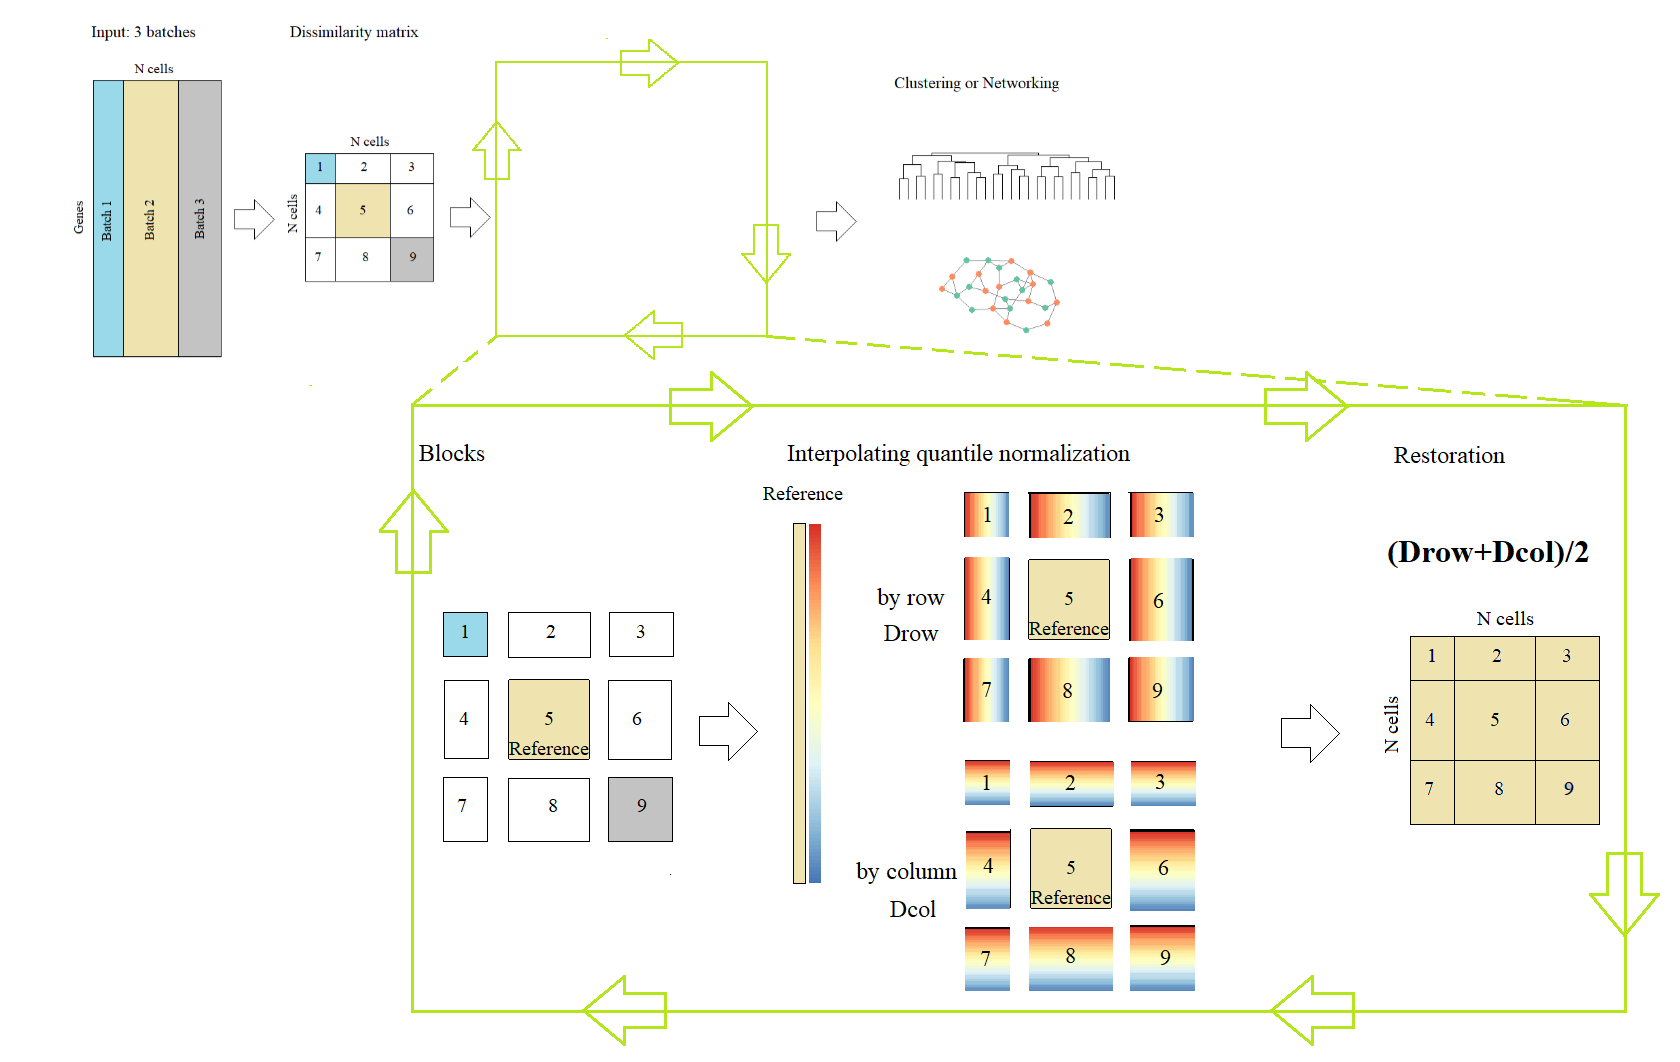 Input: 3 batches
Dissimilarity matrix
N cells
Genes
Batch 1
Batch 2
Batch 3
N cells
N cells
1 2 3
4 5 6
7 8 9
Clustering or Networking
Blocks
1 2 3
4 5 6
Reference
7 8 9
Interpolating quantile normalization
Reference
by row
Drow
1 2 3
4 5 6
Reference
7 8 9
by column
Dcol
1 2 3
4 5 6
Reference
7 8 9
Restoration
(Drow+Dcol)/2
N cells
N cells
1 2 3
4 5 6
7 8 9